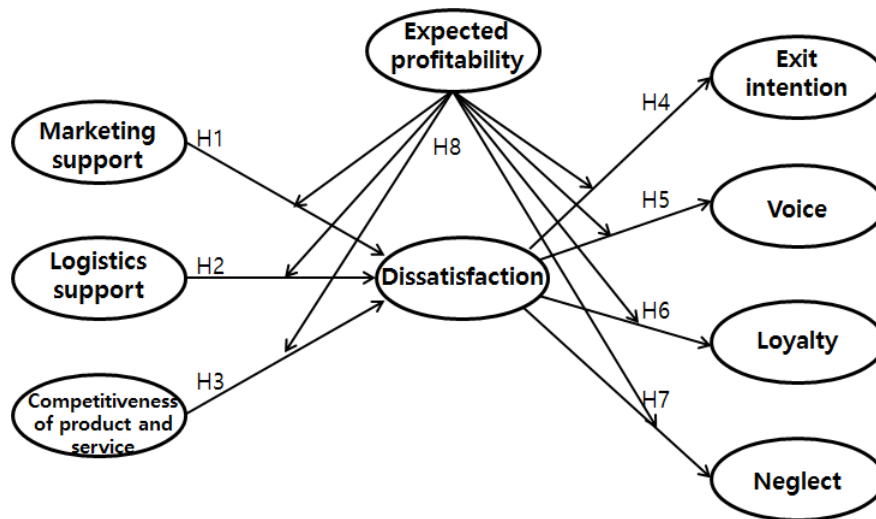 Expected
profitability
Exit
intention
H4
Marketing
support
H1
H8
Voice
H5
Logistics
support
H2
Dissatisfaction
H6
Loyalty
H3
Competitiveness
of product and
service
H7
Neglect